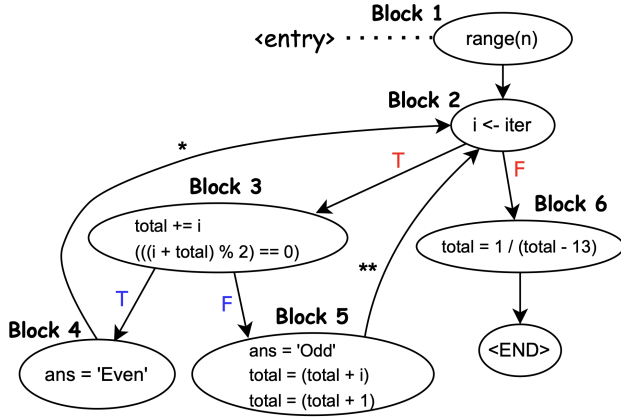 Block 1
<entry>
range(n)
Block 2
i <- iter
*
T
F
Block 3
Block 6
total += i
(((i + total) % 2) == 0)
total = 1 / (total - 13)
**
T
F
Block 4
Block 5
ans = 'Even'
ans = 'Odd'
total = (total + i)
total = (total + 1)
<END>